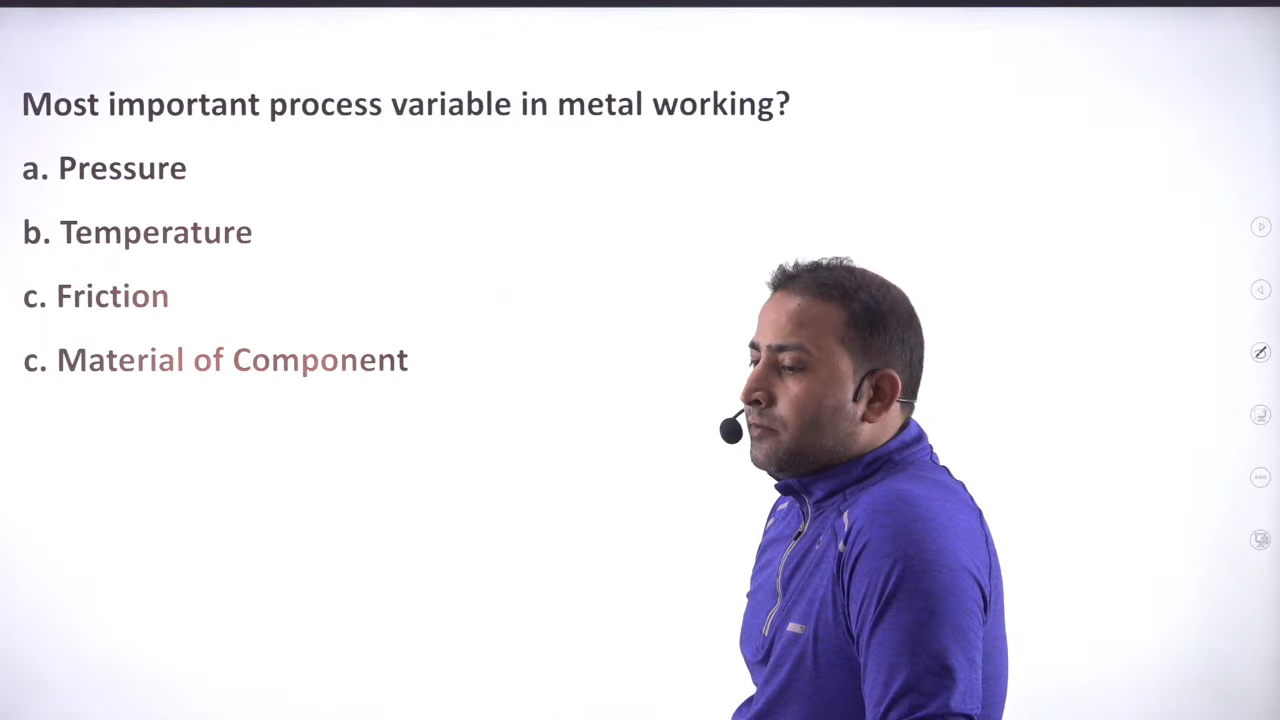 Most important process variable in metal working?
a. Pressure
b. Temperature
c. Friction
c. Material of Component